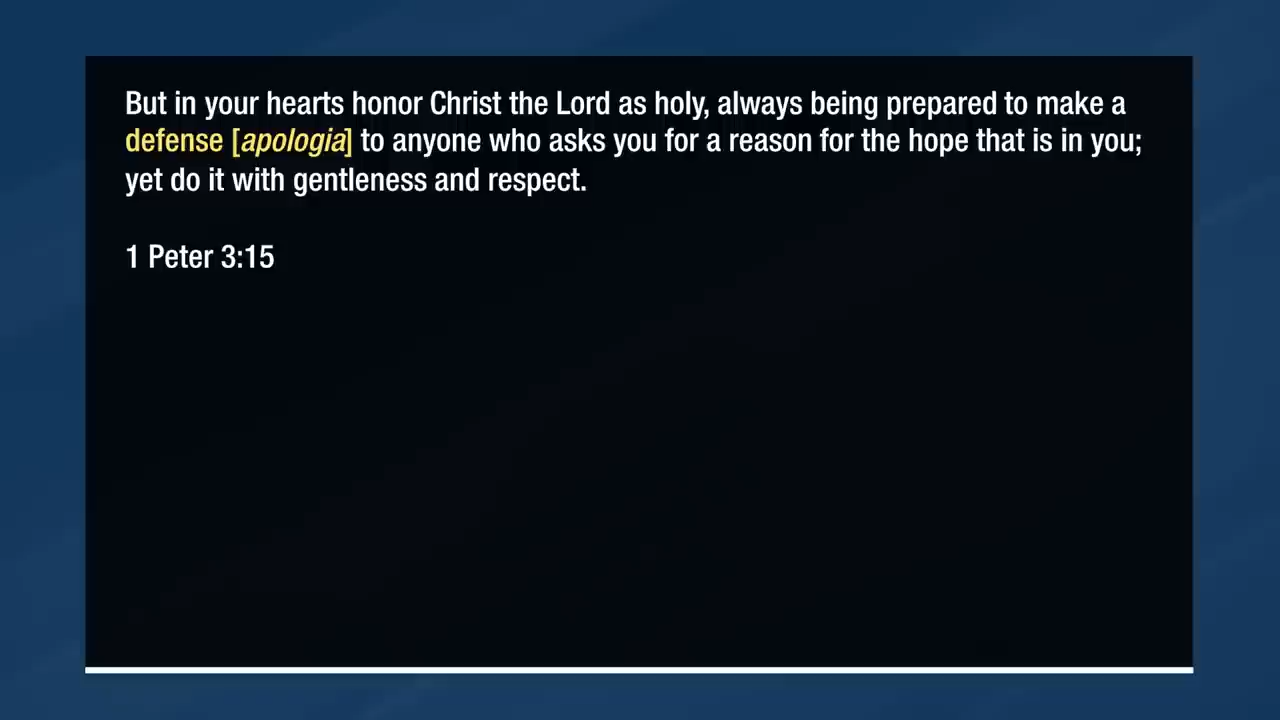 But in your hearts honor Christ the Lord as holy, always being prepared to make a
defense [apologia] to anyone who asks you for a reason for the hope that is in you;
yet do it with gentleness and respect.
1 Peter 3:15